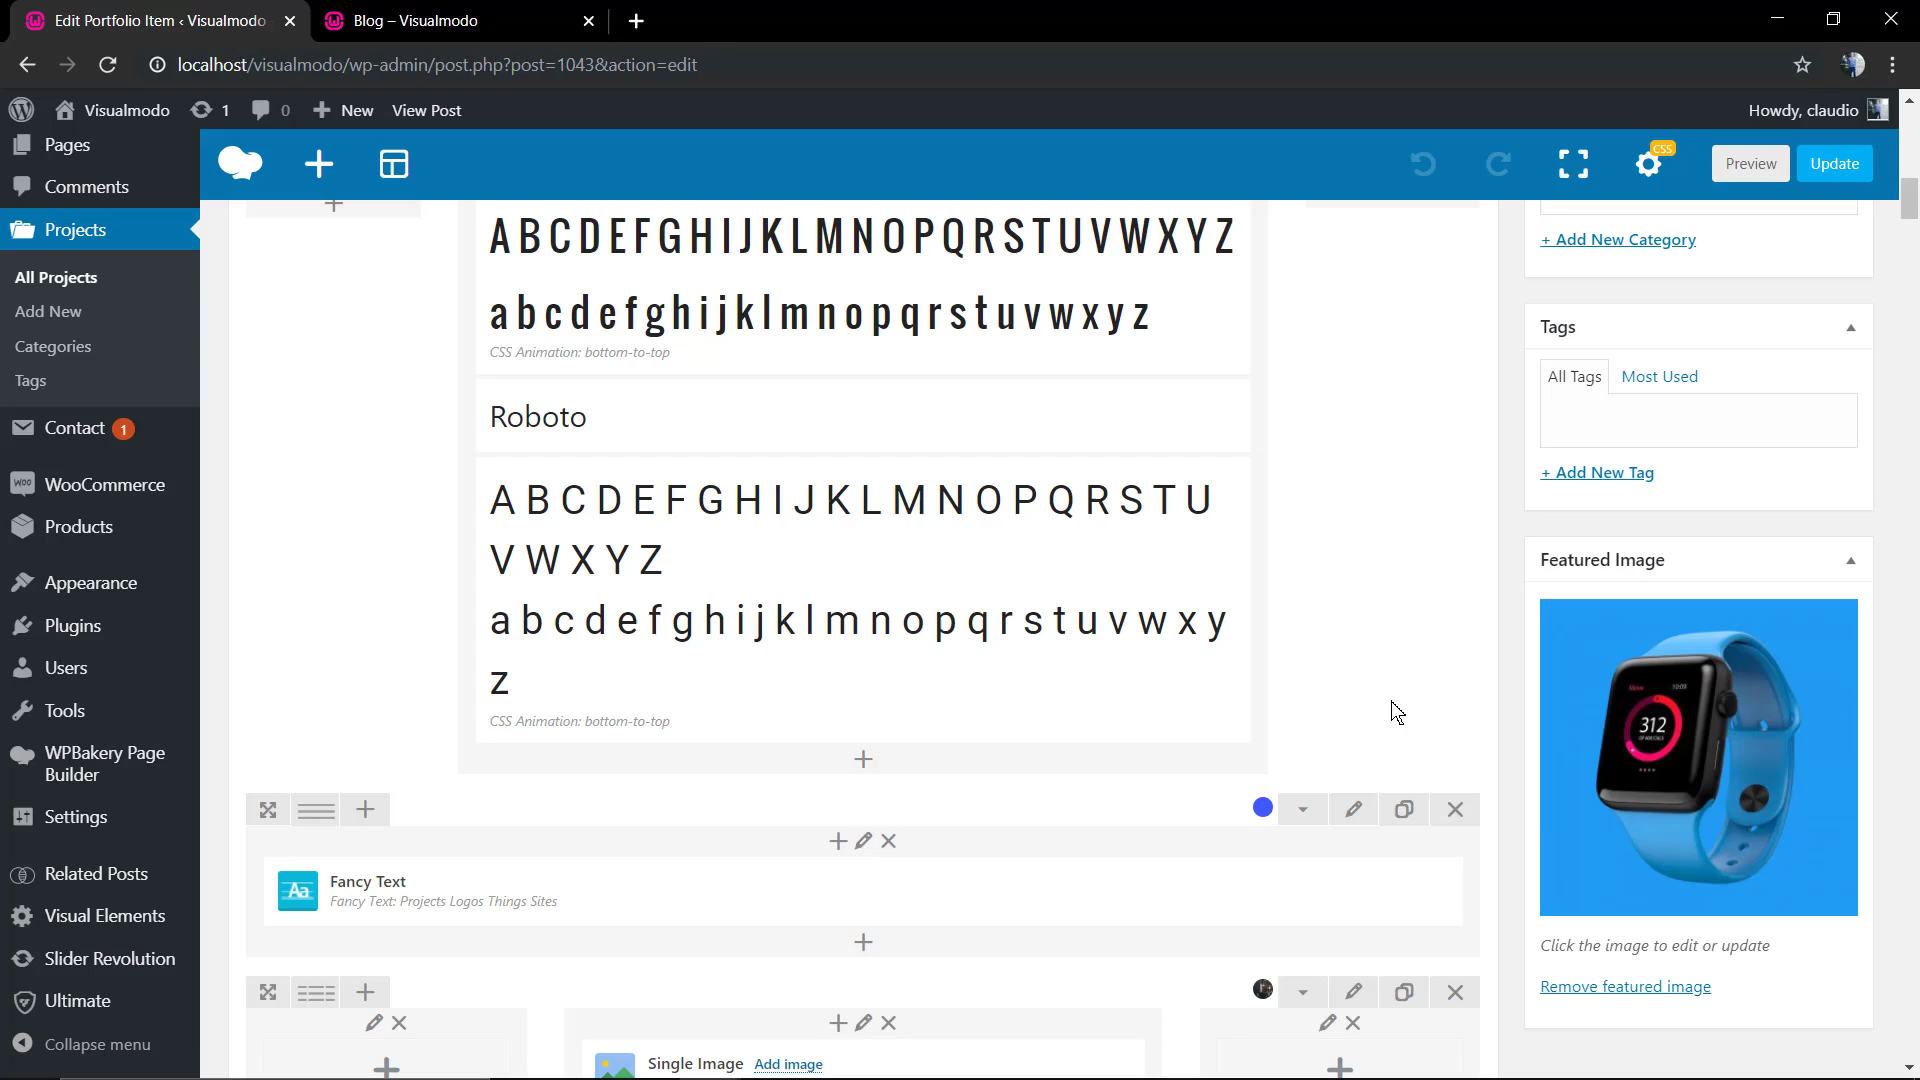 Edit Portfolio Item ‹ Visualmodo
Blog – Visualmodo
localhost/visualmodo/wp-admin/post.php?post=1043&action=edit
Visualmodo
1
0
New
View Post
Howdy, claudio
Pages
Comments
Projects
All Projects
Add New
Categories
Tags
Contact 1
WooCommerce
Products
Appearance
Plugins
Users
Tools
WPBakery Page
Builder
Settings
Related Posts
Visual Elements
Slider Revolution
Ultimate
Collapse menu
CSS
Preview
Update
A B C D E F G H I J K L M N O P Q R S T U V W X Y Z
a b c d e f g h i j k l m n o p q r s t u v w x y z
CSS Animation: bottom-to-top
Roboto
A B C D E F G H I J K L M N O P Q R S T U
V W X Y Z
a b c d e f g h i j k l m n o p q r s t u v w x y
z
CSS Animation: bottom-to-top
Aa
Fancy Text
Fancy Text: Projects Logos Things Sites
Single Image Add image
+ Add New Category
Tags
All Tags
Most Used
+ Add New Tag
Featured Image
Move 10:09
312
Click the image to edit or update
Remove featured image